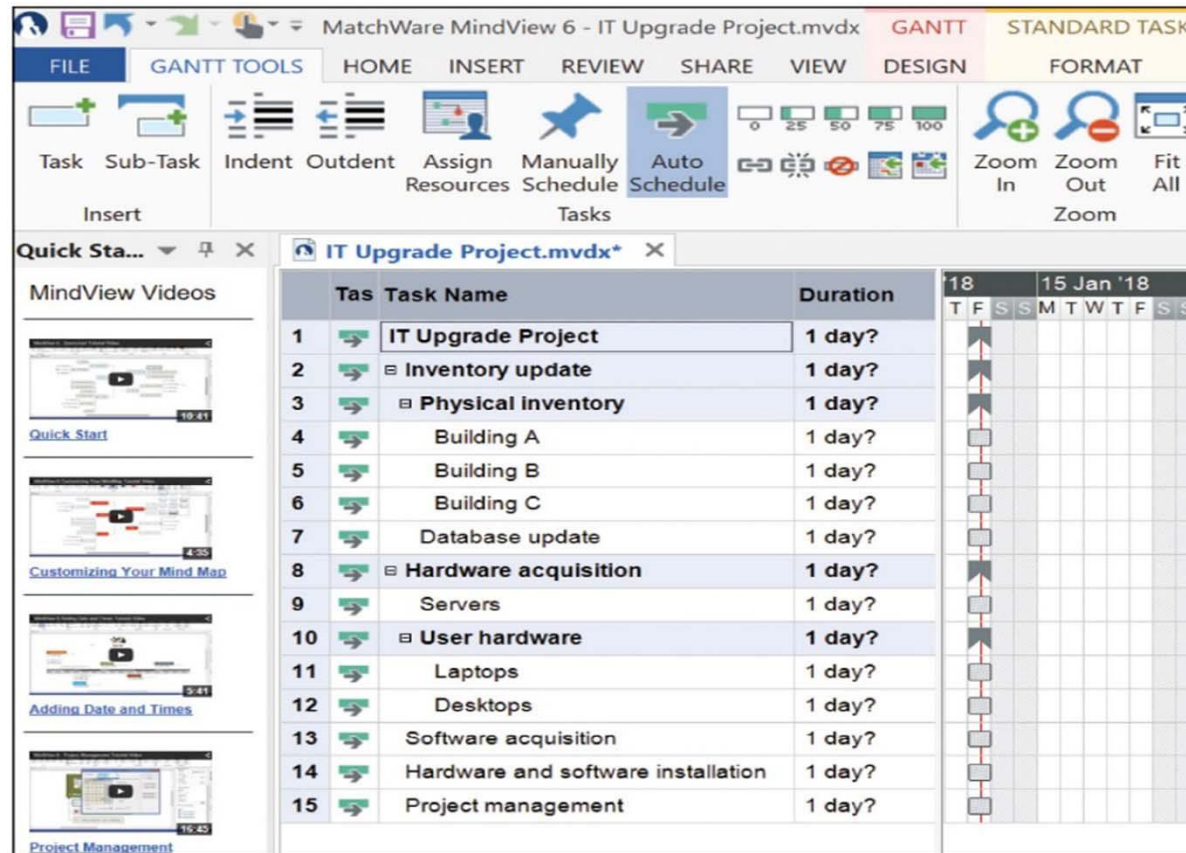 MatchWare MindView 6 - IT Upgrade Project.mvdx GANTT STANDARD TASK
FILE GANTT TOOLS HOME INSERT REVIEW SHARE VIEW DESIGN FORMAT
0 25 50 75 100
Task Sub-Task Indent Outdent Assign Resources Manually Schedule Auto Schedule Zoom In Zoom Out Fit All
Insert Tasks Zoom
Quick Sta... IT Upgrade Project.mvdx*
MindView Videos
10:41
Quick Start
4:35
Customizing Your Mind Map
5:41
Adding Date and Times
16:45
Project Management
Tas Task Name Duration '18 15 Jan '18
T F S S M T W T F S S
1 IT Upgrade Project 1 day?
2 Inventory update 1 day?
3 Physical inventory 1 day?
4 Building A 1 day?
5 Building B 1 day?
6 Building C 1 day?
7 Database update 1 day?
8 Hardware acquisition 1 day?
9 Servers 1 day?
10 User hardware 1 day?
11 Laptops 1 day?
12 Desktops 1 day?
13 Software acquisition 1 day?
14 Hardware and software installation 1 day?
15 Project management 1 day?